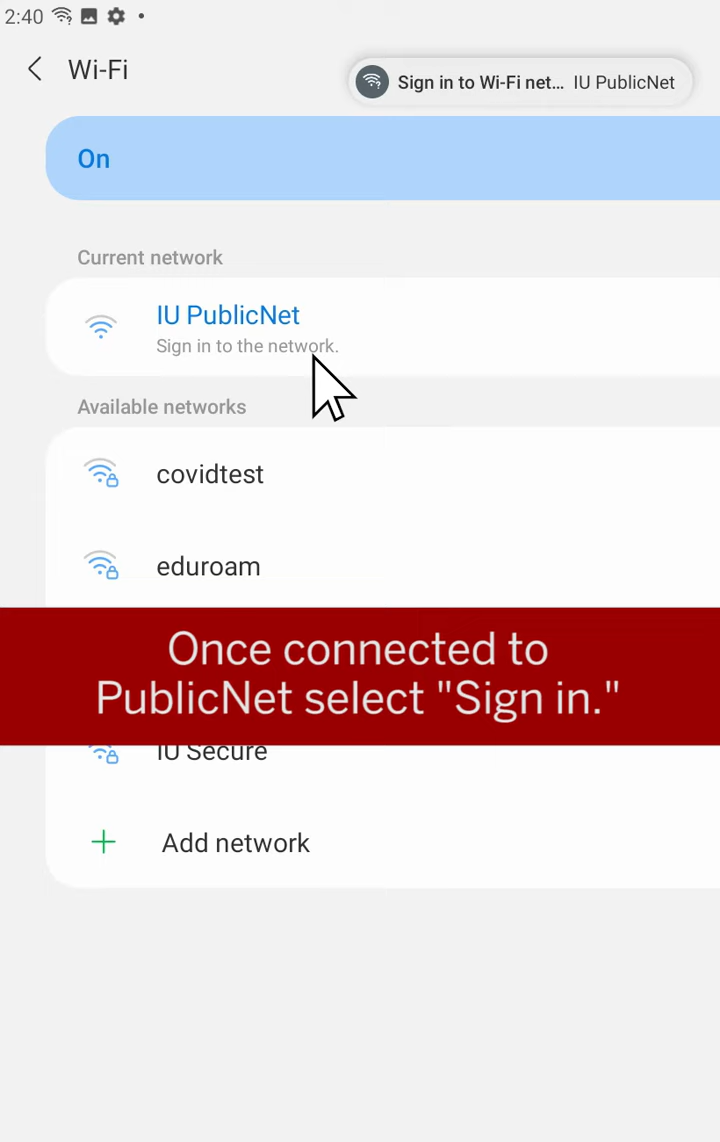 2:40
Wi-Fi
Sign in to Wi-Fi net... IU PublicNet
On
Current network
IU PublicNet
Sign in to the network.
Available networks
covidtest
eduroam
Once connected to
PublicNet select "Sign in."
IU Secure
Add network